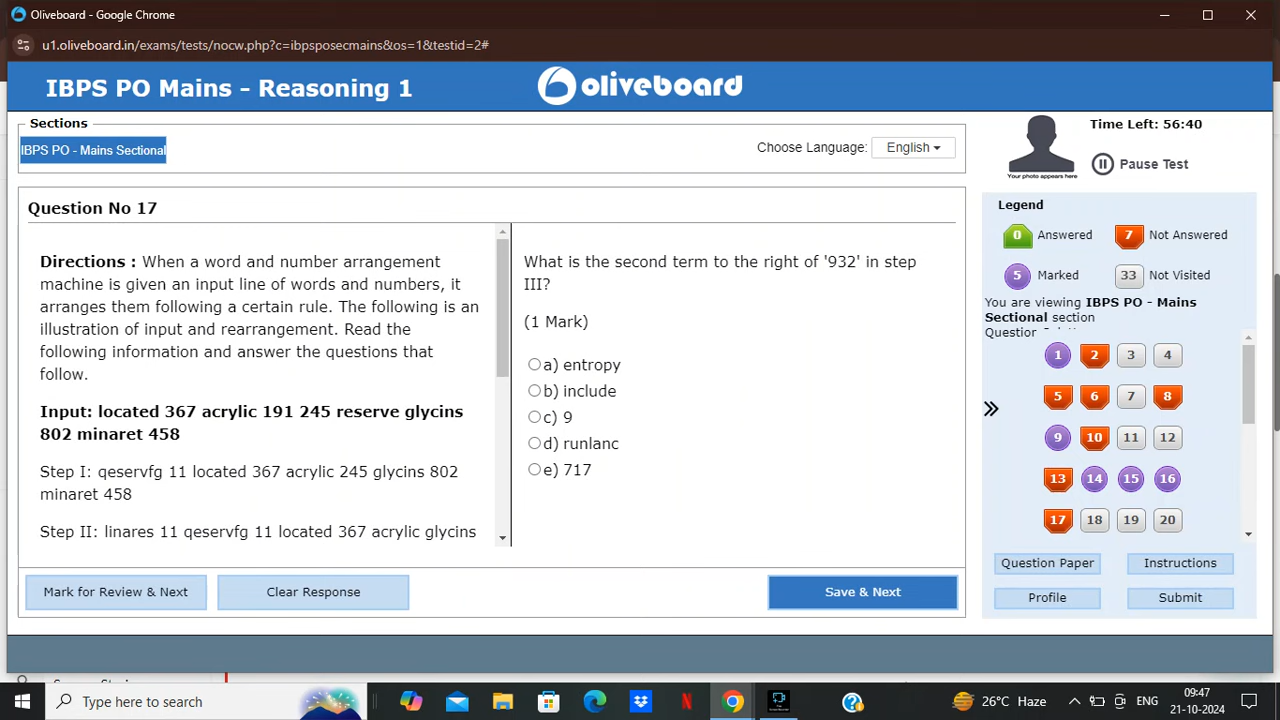 Oliveboard - Google Chrome
u1.oliveboard.in/exams/tests/nocw.php?c=ibpsposecmains&os=1&testid=2#
IBPS PO Mains - Reasoning 1
oliveboard
Sections
IBPS PO - Mains Sectional
Choose Language: English
Time Left: 56:40
Pause Test
Your photo appears here
Question No 17
Directions : When a word and number arrangement
machine is given an input line of words and numbers, it
arranges them following a certain rule. The following is an
illustration of input and rearrangement. Read the
following information and answer the questions that
follow.
Input: located 367 acrylic 191 245 reserve glycins
802 minaret 458
Step I: qeservfg 11 located 367 acrylic 245 glycins 802
minaret 458
Step II: linares 11 qeservfg 11 located 367 acrylic glycins
What is the second term to the right of '932' in step
III?
(1 Mark)
a) entropy
b) include
c) 9
d) runlanc
e) 717
Mark for Review & Next
Clear Response
Save & Next
Legend
0 Answered 7 Not Answered
5 Marked 33 Not Visited
You are viewing IBPS PO - Mains
Sectional section
1 2 3 4
5 6 7 8
9 10 11 12
13 14 15 16
17 18 19 20
Question Paper Instructions
Profile Submit
Type here to search
26°C Haze
ENG
09:47
21-10-2024